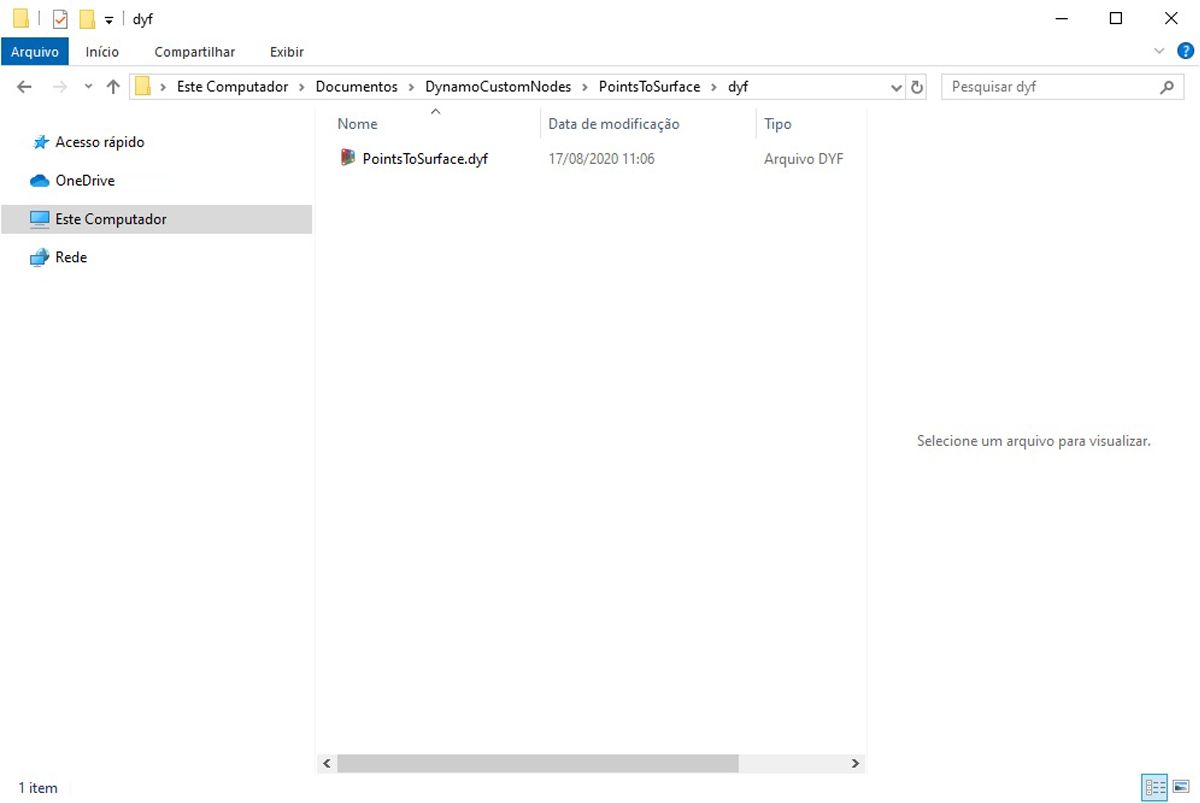 dyf
Arquivo Início Compartilhar Exibir
Este Computador Documentos DynamoCustomNodes PointsToSurface dyf Pesquisar dyf
Nome Data de modificação Tipo
Acesso rápido
PointsToSurface.dyf 17/08/2020 11:06 Arquivo DYF
OneDrive
Este Computador
Rede
Selecione um arquivo para visualizar.
1 item